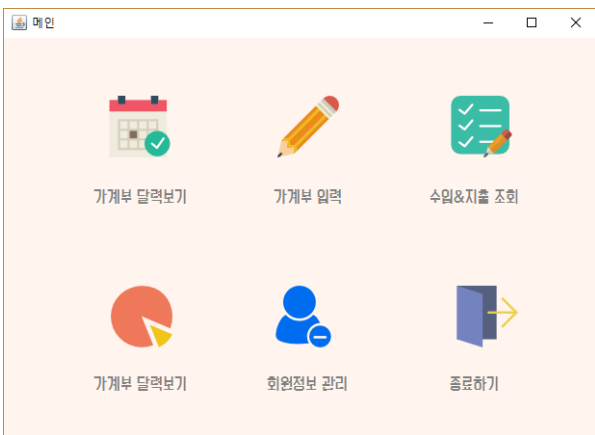 메인
가계부 달력보기 가계부 입력 수입&지출 조회
가계부 달력보기 회원정보 관리 종료하기